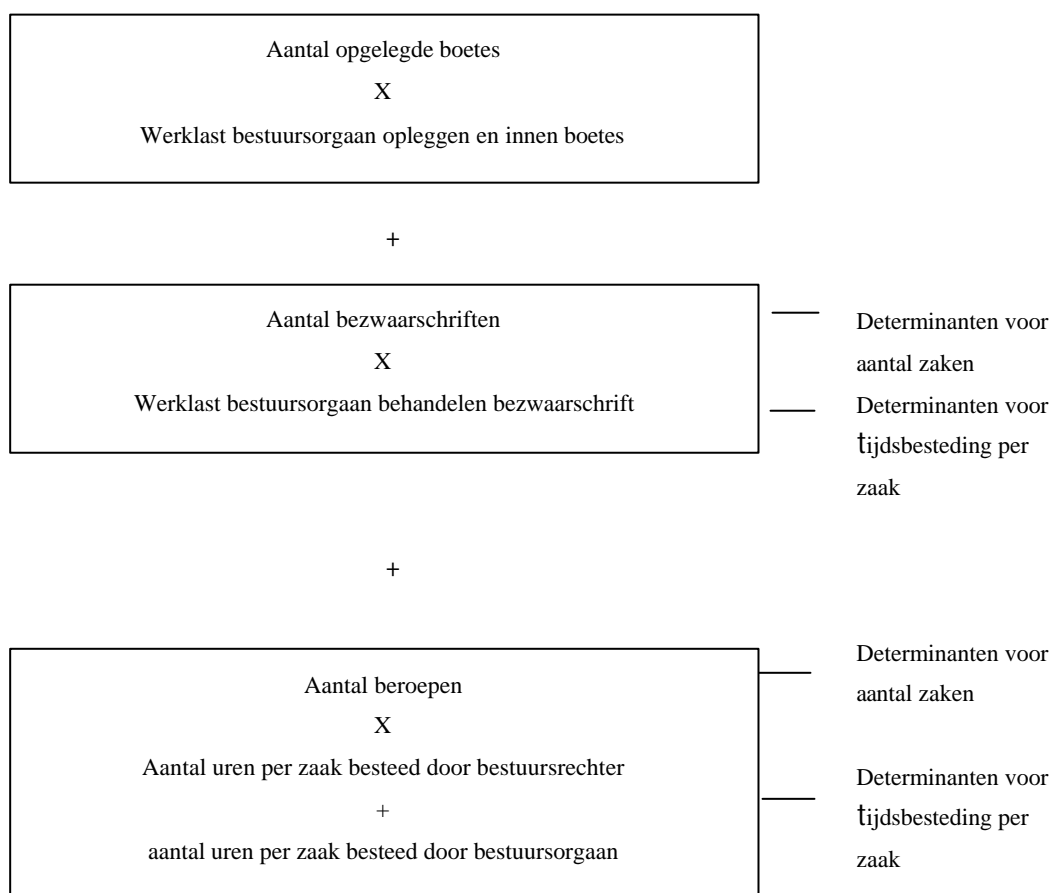 Aantal opgelegde boetes
X
Werklast bestuursorgaan opleggen en innen boetes
+
Aantal bezwaarschriften
X
Werklast bestuursorgaan behandelen bezwaarschrift
Determinanten voor
aantal zaken
Determinanten voor
tijdsbesteding per
zaak
+
Aantal beroepen
X
Aantal uren per zaak besteed door bestuursrechter
+
aantal uren per zaak besteed door bestuursorgaan
Determinanten voor
aantal zaken
Determinanten voor
tijdsbesteding per
zaak